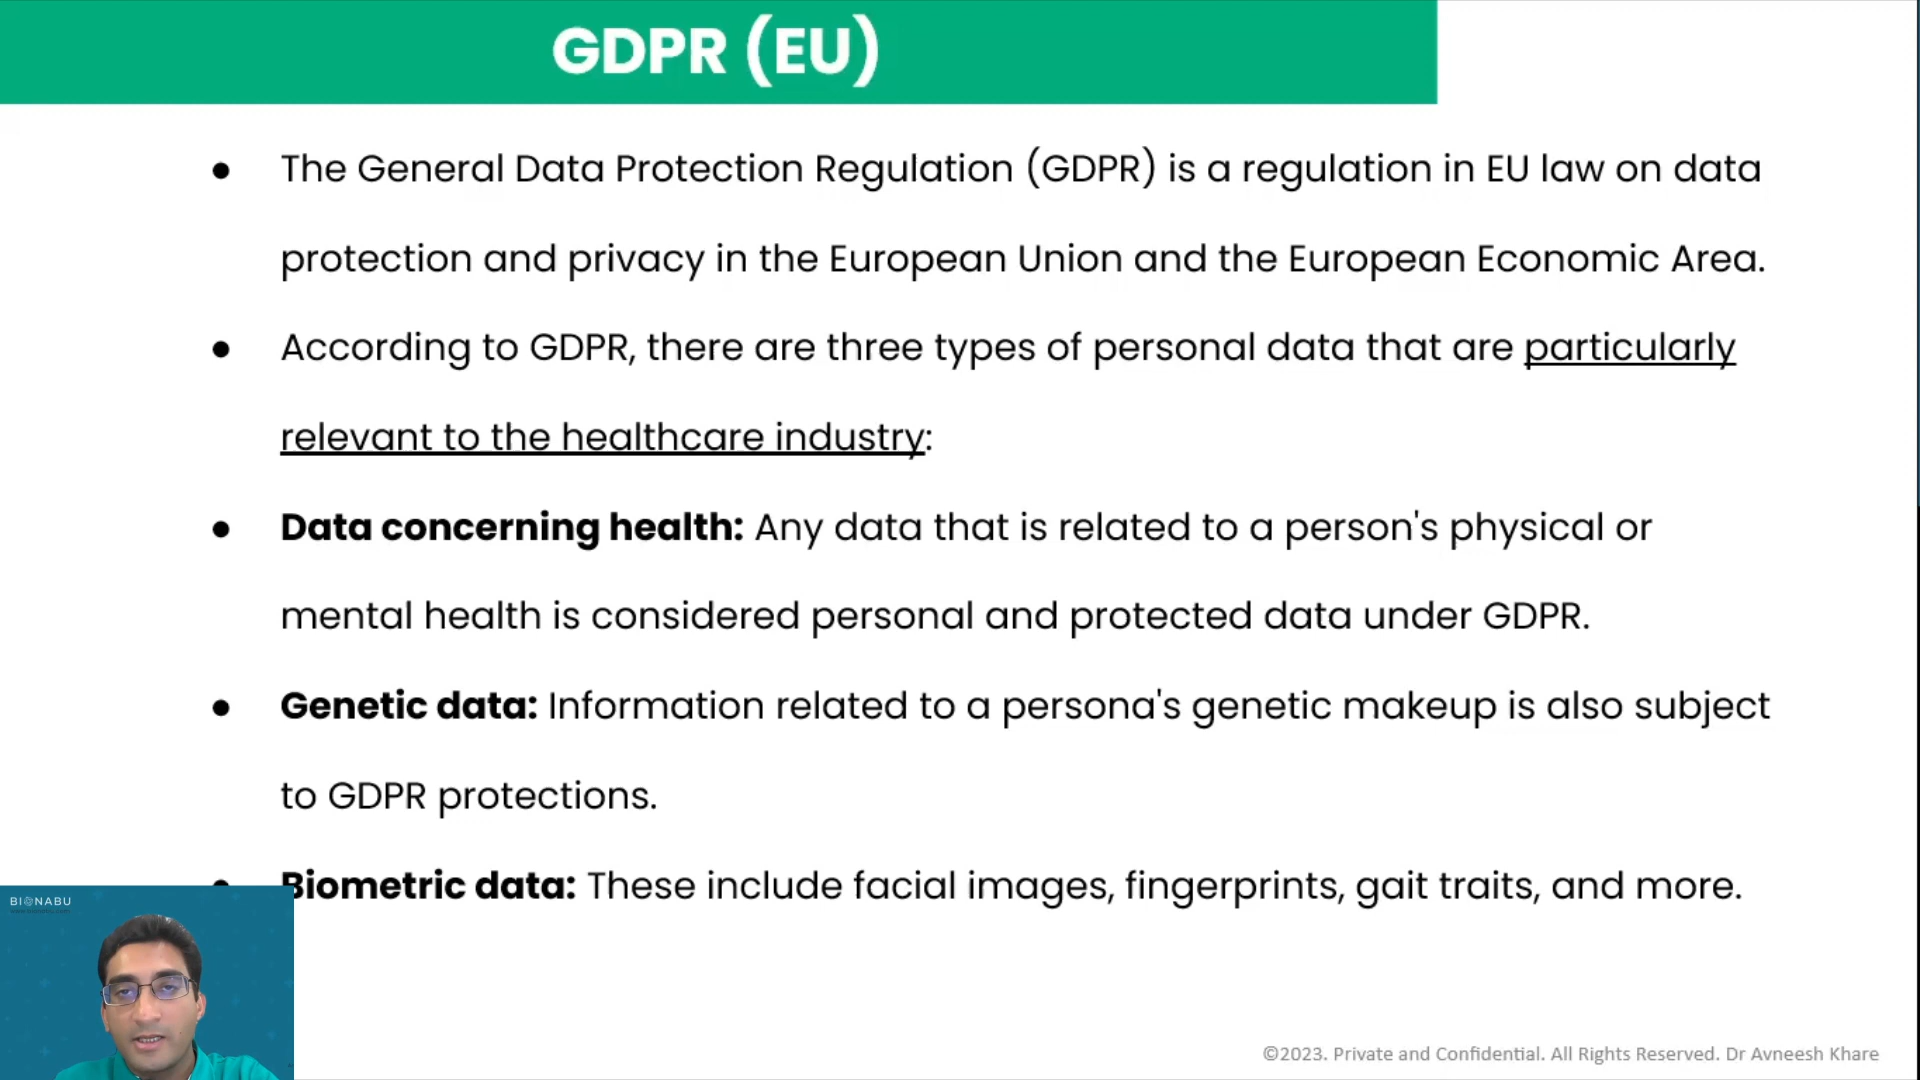 GDPR (EU)
● The General Data Protection Regulation (GDPR) is a regulation in EU law on data
protection and privacy in the European Union and the European Economic Area.
● According to GDPR, there are three types of personal data that are particularly
relevant to the healthcare industry:
● Data concerning health: Any data that is related to a person's physical or
mental health is considered personal and protected data under GDPR.
● Genetic data: Information related to a persona's genetic makeup is also subject
to GDPR protections.
● Biometric data: These include facial images, fingerprints, gait traits, and more.
BIONABU
©2023. Private and Confidential. All Rights Reserved. Dr Avneesh Khare